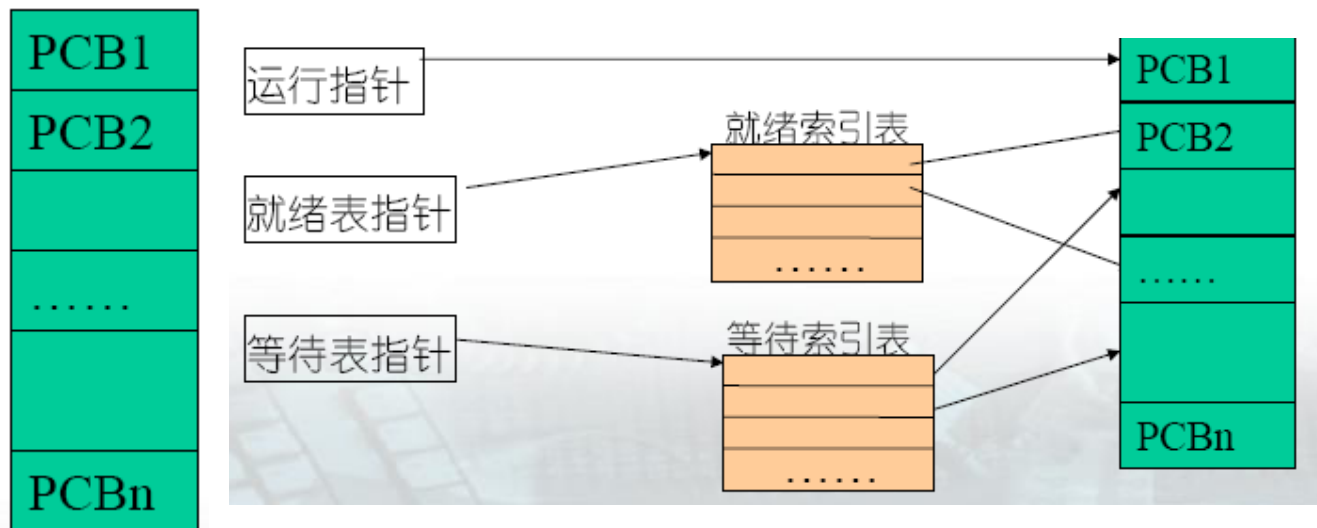 PCB1
PCB2
......
PCBn
运行指针
就绪表指针
等待表指针
就绪索引表
......
等待索引表
......
PCB1
PCB2
......
PCBn